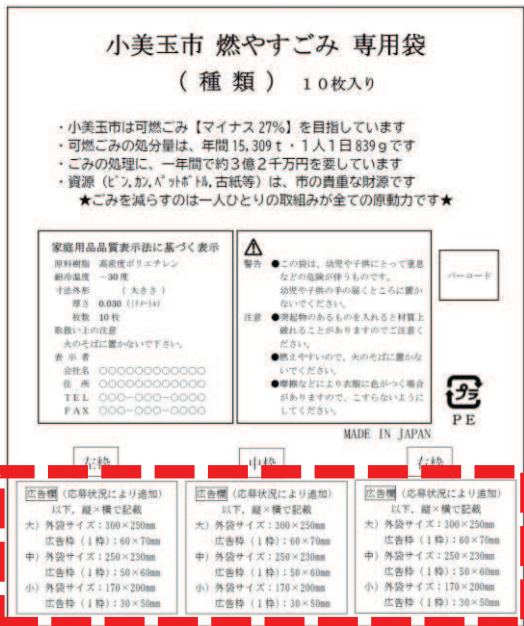 小美玉市 燃やすごみ 専用袋
(種類) 10枚入り
・小美玉市は可燃ごみ【マイナス27%】を目指しています
・可燃ごみの処分量は、年間15,309t・1人1日839gです
・ごみの処理に、一年間で約3億2千万円を要しています
・資源(ビン,カン,ペットボトル,古紙等)は、市の貴重な財源です
★ごみを減らすのは一人ひとりの取組みが全ての原動力です★
家庭用品品質表示法に基づく表示
原料樹脂 高密度ポリエチレン
耐冷温度 −30度
寸法外形 (大きさ)
厚さ 0.030(ミリメートル)
枚数 10枚
取扱い上の注意
火のそばに置かないで下さい。
表示者
会社名 ○○○○○○○○○○○○
住所 ○○○○○○○○○○○○
TEL ○○○−○○○−○○○○
FAX ○○○−○○○−○○○○
警告 ●この袋は、幼児や子供にとって窒息
などの危険が伴うものです。
幼児や子供の手の届くところに置か
ないでください。
注意 ●突起物のあるものを入れると材質上
破れることがありますのでご注意く
ださい。
●燃えやすいので、火のそばに置かな
いでください。
●摩擦などにより衣服に色がつく場合
がありますので、こすらないように
してください。
バーコード
プラ
PE
MADE IN JAPAN
左枠 中枠 右枠
広告欄(応募状況により追加)
以下、縦×横で記載
大)外袋サイズ:300×250mm
広告枠(1枠):60×70mm
中)外袋サイズ:250×230mm
広告枠(1枠):50×60mm
小)外袋サイズ:170×200mm
広告枠(1枠):30×50mm
広告欄(応募状況により追加)
以下、縦×横で記載
大)外袋サイズ:300×250mm
広告枠(1枠):60×70mm
中)外袋サイズ:250×230mm
広告枠(1枠):50×60mm
小)外袋サイズ:170×200mm
広告枠(1枠):30×50mm
広告欄(応募状況により追加)
以下、縦×横で記載
大)外袋サイズ:300×250mm
広告枠(1枠):60×70mm
中)外袋サイズ:250×230mm
広告枠(1枠):50×60mm
小)外袋サイズ:170×200mm
広告枠(1枠):30×50mm